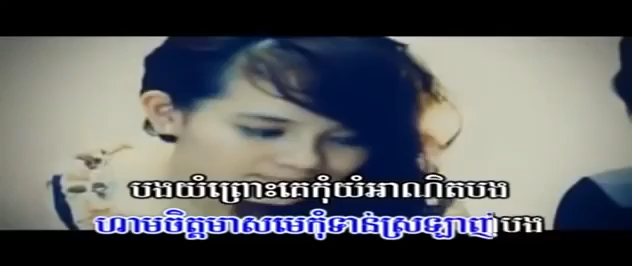 បងយំព្រោះគេកុំយំអាណិតបង
ហាមចិត្តមាសមេកុំទាន់ស្រឡាញ់បង